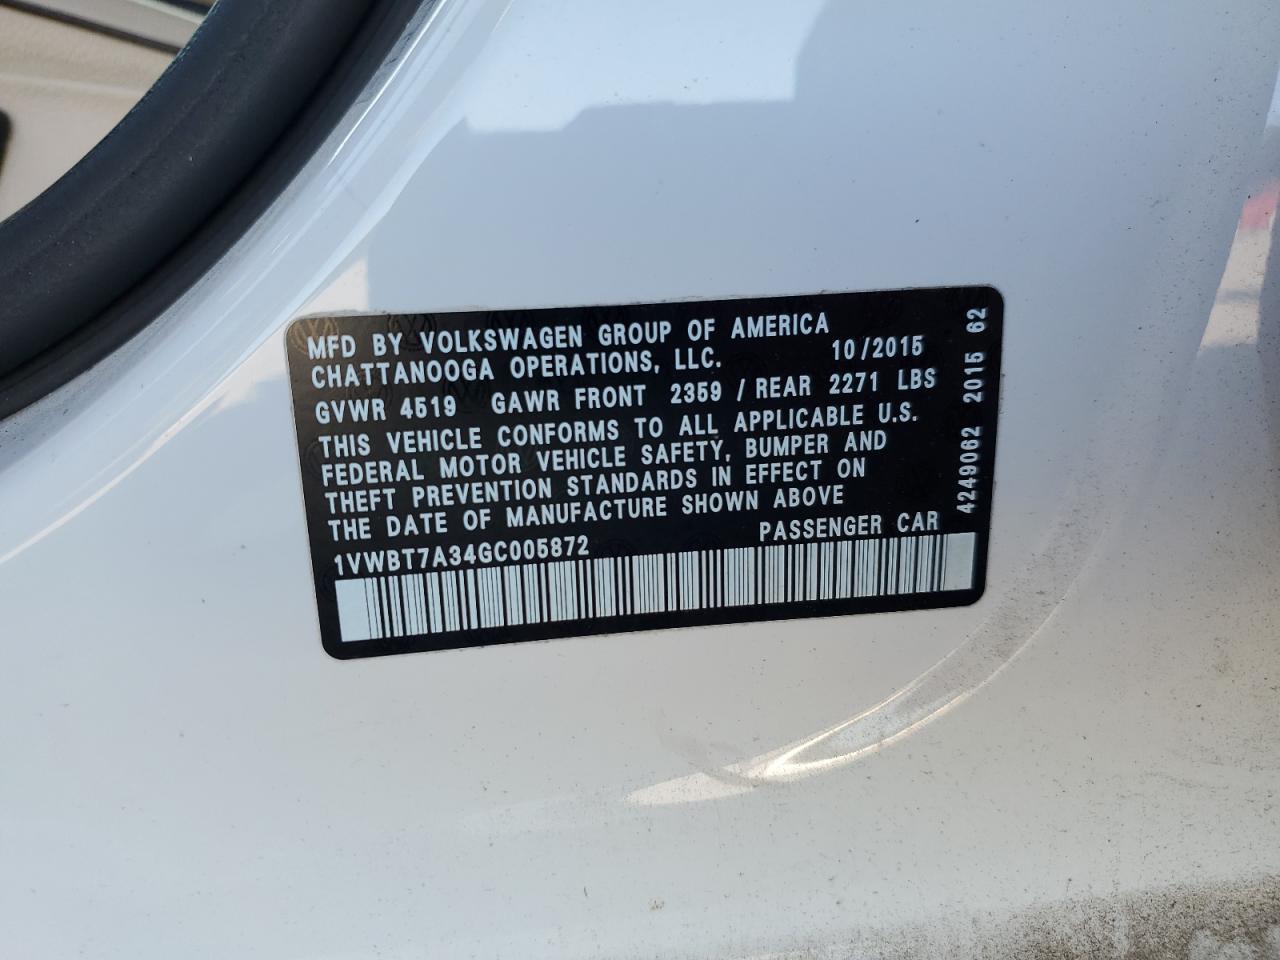 MFD BY VOLKSWAGEN GROUP OF AMERICA
CHATTANOOGA OPERATIONS, LLC. 10/2015
GVWR 4519 GAWR FRONT 2359 / REAR 2271 LBS
THIS VEHICLE CONFORMS TO ALL APPLICABLE U.S.
FEDERAL MOTOR VEHICLE SAFETY, BUMPER AND
THEFT PREVENTION STANDARDS IN EFFECT ON
THE DATE OF MANUFACTURE SHOWN ABOVE
1VWBT7A34GC005872 PASSENGER CAR
4249062 2015 62